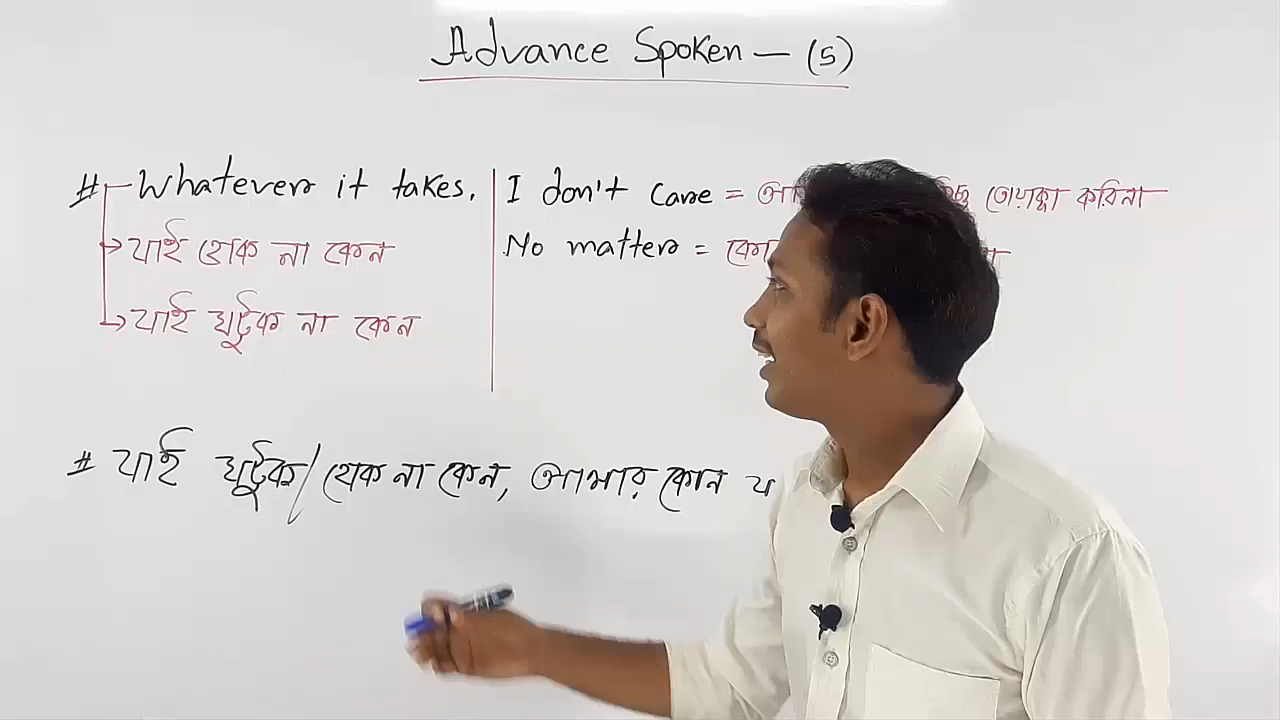 Advance Spoken — (5)
# Whatever it takes.
→ যাই হোক না কেন
→ যাই ঘটুক না কেন
I don't care = তোয়াক্কা করিনা
No matter =
# যাই ঘটুক/হোক না কেন, আমার কোন